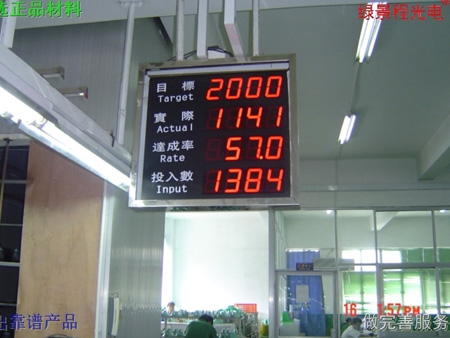 选正品材料
绿景程光电
目標 2000
Target
實際 1141
Actual
達成率 57.0
Rate
投入數 1384
Input
16 1:57PM
出靠谱产品
做完善服务